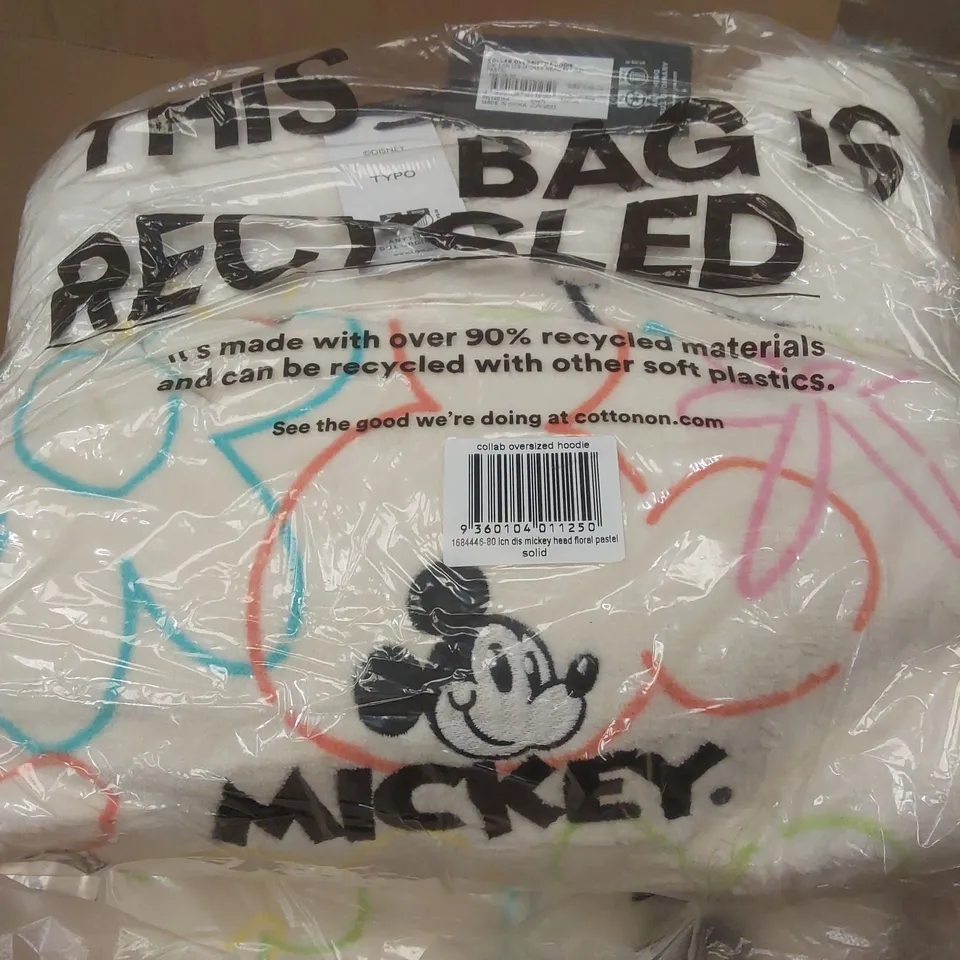 THIS BAG IS
RECYCLED
©DISNEY
TYPO
It's made with over 90% recycled materials
and can be recycled with other soft plastics.
See the good we're doing at cottonon.com
collab oversized hoodie
9 360104 011250
1684446-80 lcn dis mickey head floral pastel
solid
MICKEY.